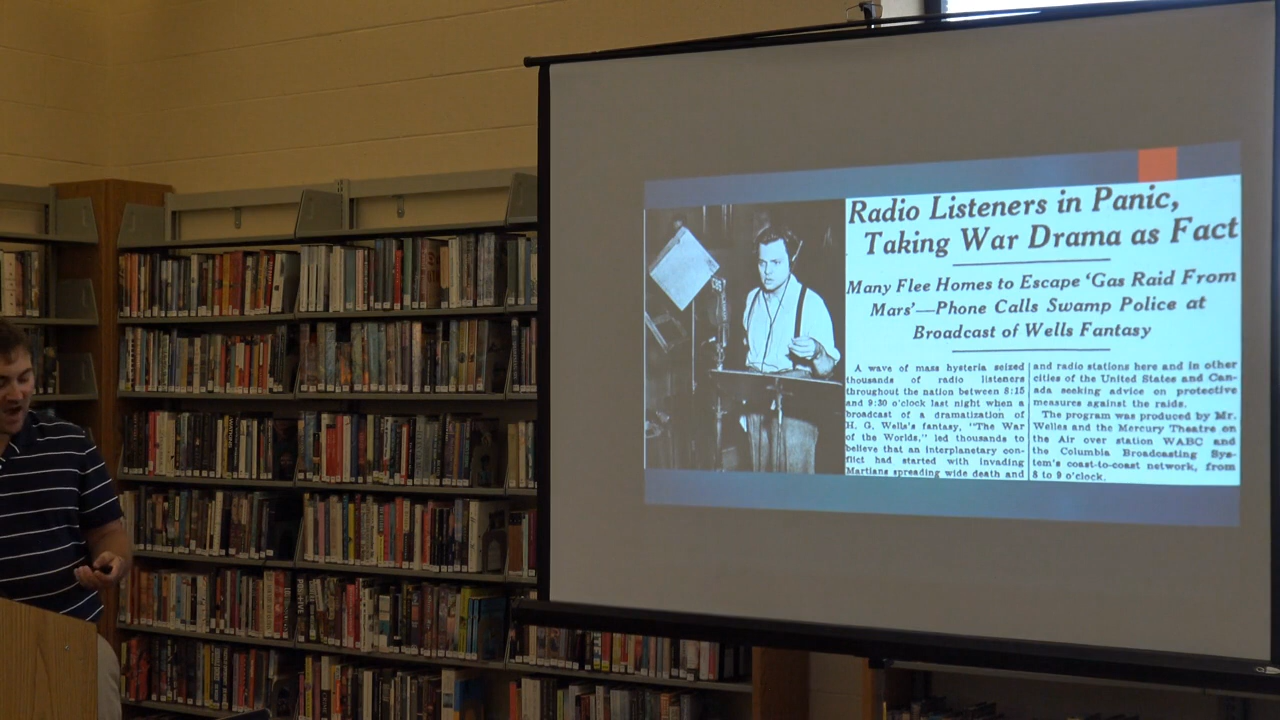 Radio Listeners in Panic,
Taking War Drama as Fact
Many Flee Homes to Escape 'Gas Raid From
Mars'—Phone Calls Swamp Police at
Broadcast of Wells Fantasy
A wave of mass hysteria seized
thousands of radio listeners
throughout the nation between 8:15
and 9:30 o'clock last night when a
broadcast of a dramatization of
H. G. Wells's fantasy, "The War
of the Worlds," led thousands to
believe that an interplanetary con-
flict had started with invading
Martians spreading wide death and
and radio stations here and in other
cities of the United States and Can-
ada seeking advice on protective
measures against the raids.
The program was produced by Mr.
Welles and the Mercury Theatre on
the Air over station WABC and
the Columbia Broadcasting Sys-
tem's coast-to-coast network, from
8 to 9 o'clock.